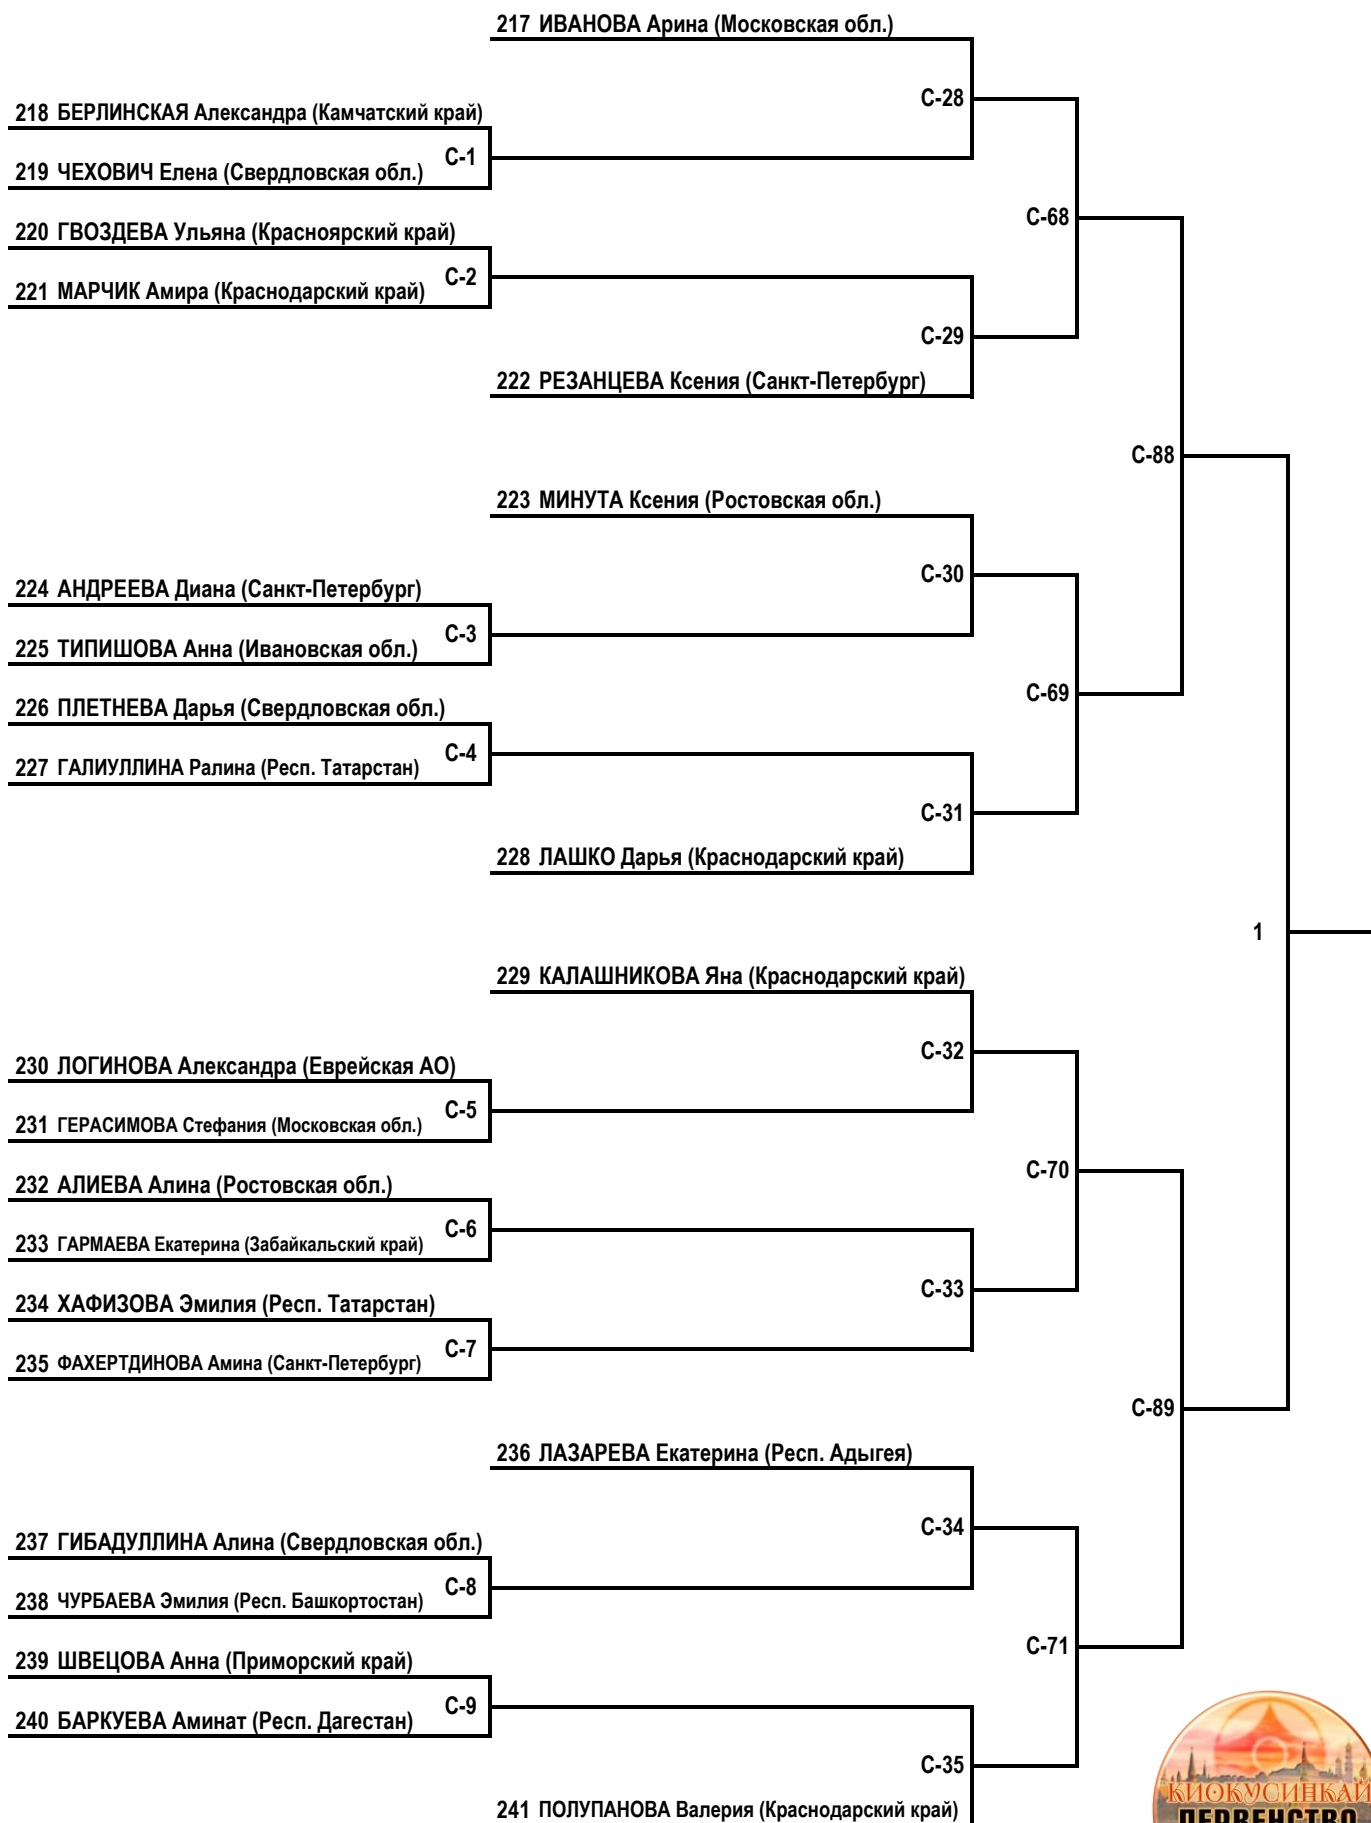 217 ИВАНОВА Арина (Московская обл.)
С-28
218 БЕРЛИНСКАЯ Александра (Камчатский край)
С-1
219 ЧЕХОВИЧ Елена (Свердловская обл.)
С-68
220 ГВОЗДЕВА Ульяна (Красноярский край)
С-2
221 МАРЧИК Амира (Краснодарский край)
С-29
222 РЕЗАНЦЕВА Ксения (Санкт-Петербург)
С-88
223 МИНУТА Ксения (Ростовская обл.)
С-30
224 АНДРЕЕВА Диана (Санкт-Петербург)
С-3
225 ТИПИШОВА Анна (Ивановская обл.)
С-69
226 ПЛЕТНЕВА Дарья (Свердловская обл.)
С-4
227 ГАЛИУЛЛИНА Ралина (Респ. Татарстан)
С-31
228 ЛАШКО Дарья (Краснодарский край)
1
229 КАЛАШНИКОВА Яна (Краснодарский край)
С-32
230 ЛОГИНОВА Александра (Еврейская АО)
С-5
231 ГЕРАСИМОВА Стефания (Московская обл.)
С-70
232 АЛИЕВА Алина (Ростовская обл.)
С-6
233 ГАРМАЕВА Екатерина (Забайкальский край)
С-33
234 ХАФИЗОВА Эмилия (Респ. Татарстан)
С-7
235 ФАХЕРТДИНОВА Амина (Санкт-Петербург)
С-89
236 ЛАЗАРЕВА Екатерина (Респ. Адыгея)
С-34
237 ГИБАДУЛЛИНА Алина (Свердловская обл.)
С-8
238 ЧУРБАЕВА Эмилия (Респ. Башкортостан)
С-71
239 ШВЕЦОВА Анна (Приморский край)
С-9
240 БАРКУЕВА Аминат (Респ. Дагестан)
С-35
241 ПОЛУПАНОВА Валерия (Краснодарский край)
КИОКУСИНКАЙ
ПЕРВЕНСТВО